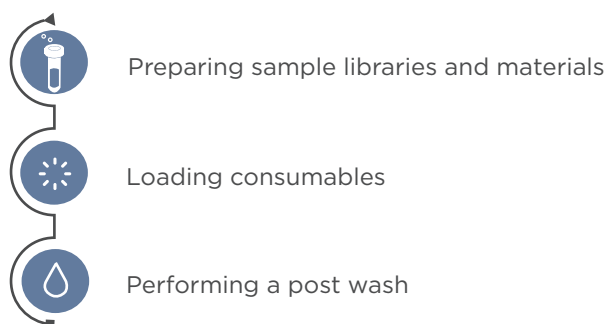 Preparing sample libraries and materials
Loading consumables
Performing a post wash